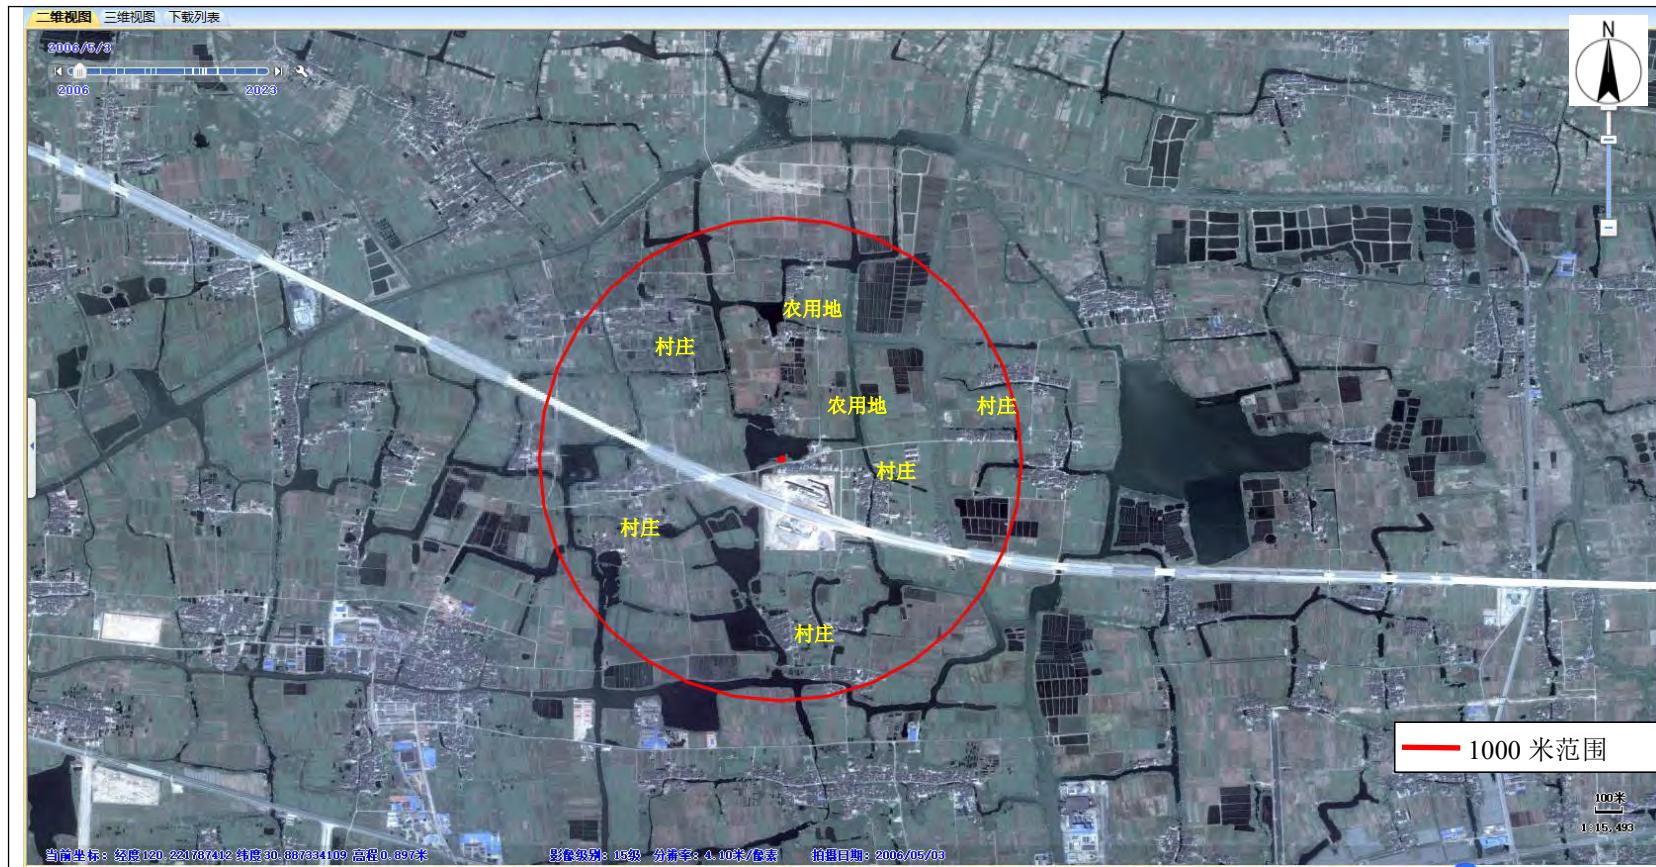 二维视图 三维视图 下载列表
2006/5/3
2006 2023
N
农用地
村庄
农用地
村庄
村庄
村庄
村庄
1000 米范围
100米
1:15,493
当前坐标：经度120.221787412 纬度30.887334109 高程0.897米 影像级别：15级 分辨率：4.10米/像素 拍摄日期：2006/05/03